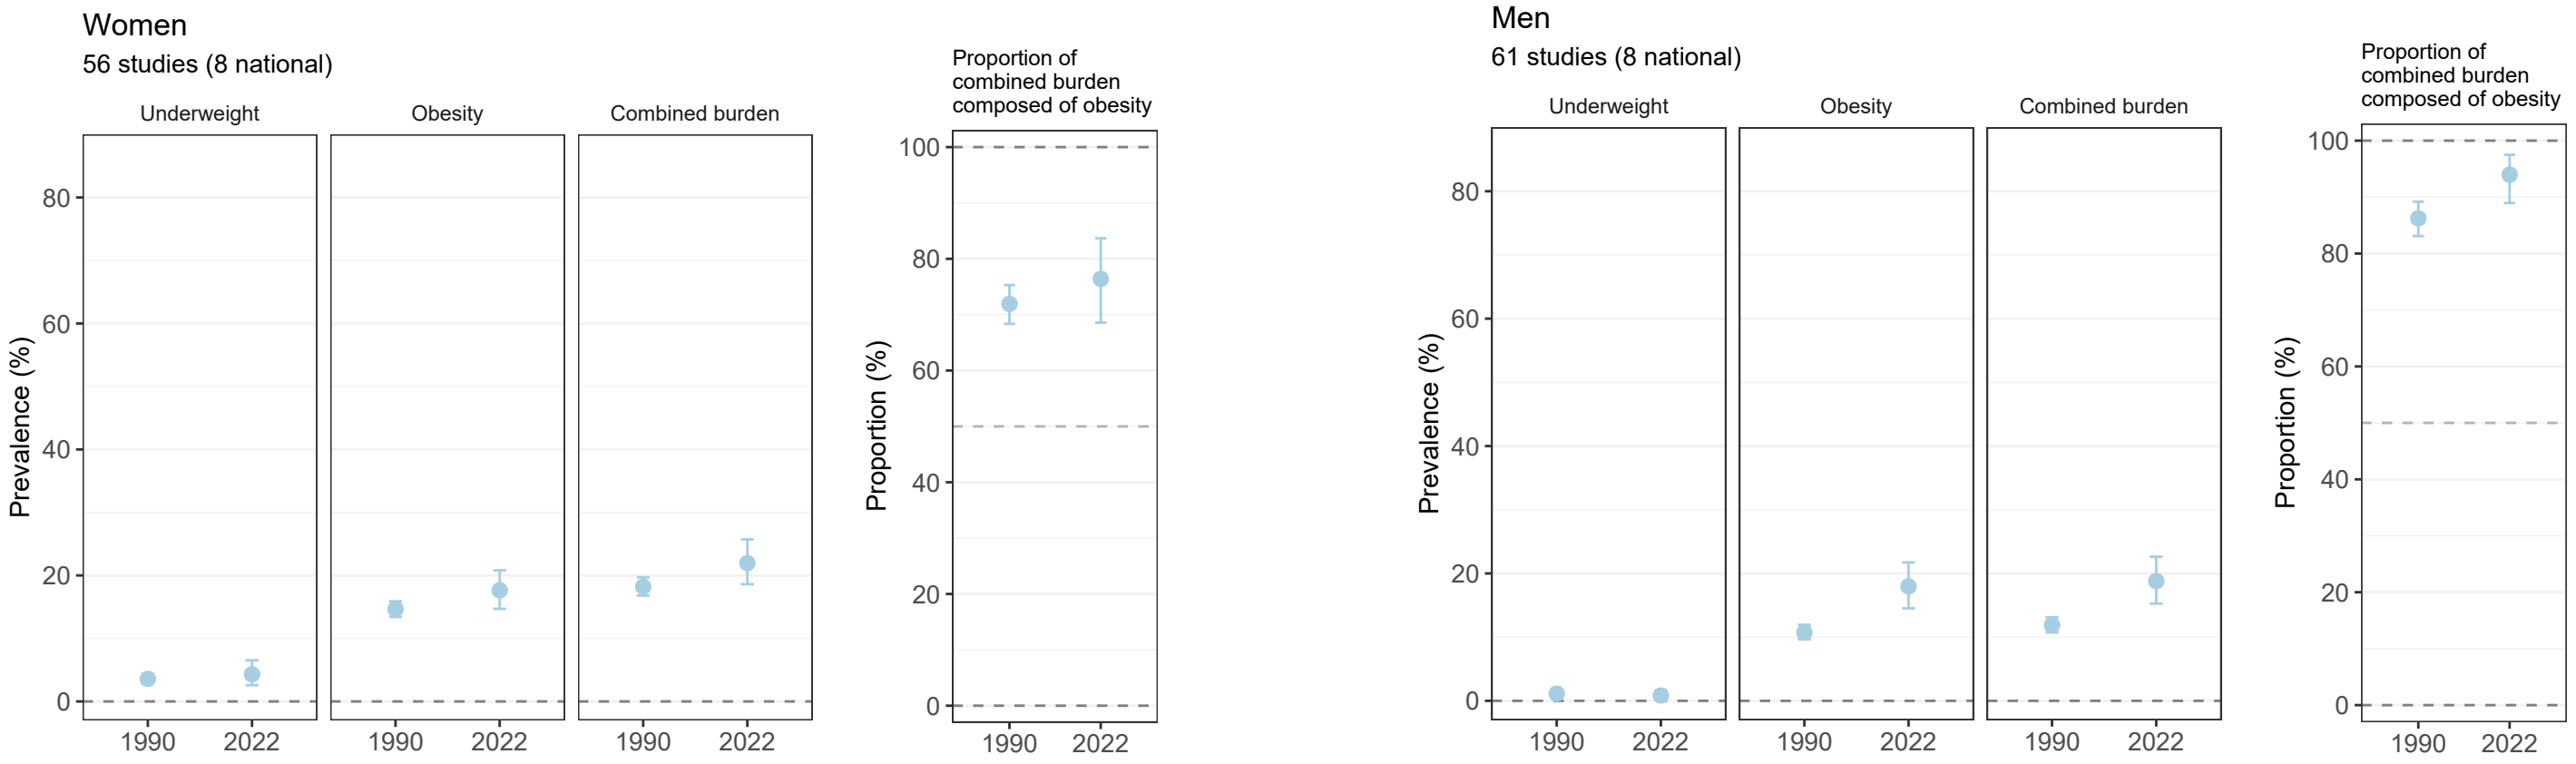 Women
56 studies (8 national)
Underweight
Obesity
Combined burden
Prevalence (%)
80
60
40
20
0
1990
2022
1990
2022
1990
2022
Proportion of
combined burden
composed of obesity
Proportion (%)
100
80
60
40
20
0
1990
2022
Men
61 studies (8 national)
Underweight
Obesity
Combined burden
Prevalence (%)
80
60
40
20
0
1990
2022
1990
2022
1990
2022
Proportion of
combined burden
composed of obesity
Proportion (%)
100
80
60
40
20
0
1990
2022